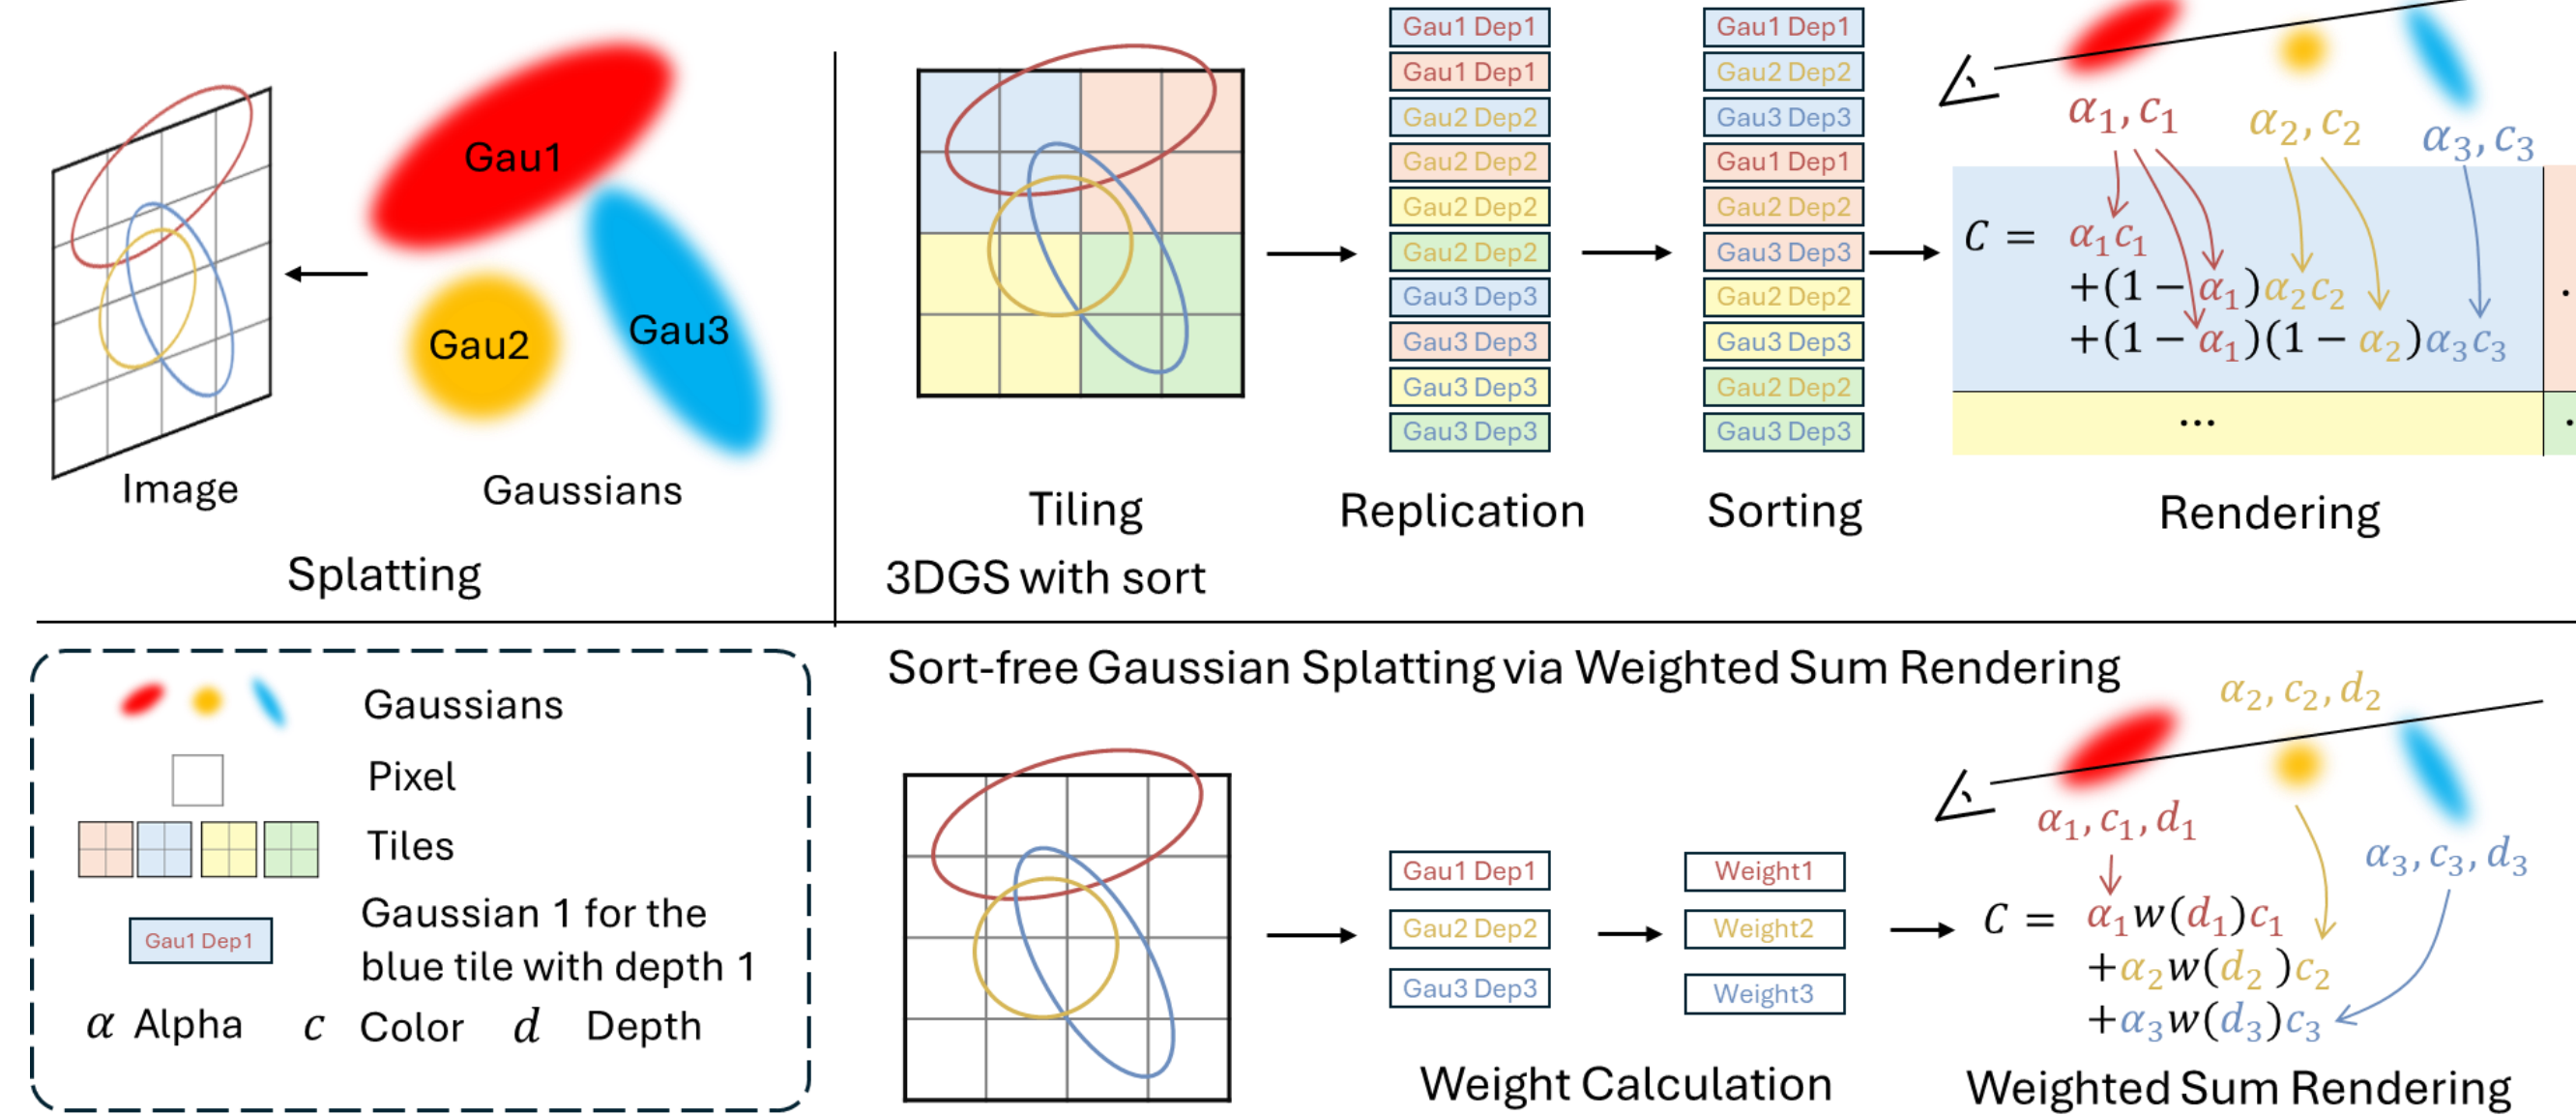 Gau1
Gau2
Gau3
Image
Gaussians
Splatting
Tiling
3DGS with sort
Gau1 Dep1
Gau1 Dep1
Gau2 Dep2
Gau2 Dep2
Gau2 Dep2
Gau2 Dep2
Gau3 Dep3
Gau3 Dep3
Gau3 Dep3
Gau3 Dep3
Replication
Gau1 Dep1
Gau2 Dep2
Gau3 Dep3
Gau1 Dep1
Gau2 Dep2
Gau3 Dep3
Gau2 Dep2
Gau3 Dep3
Gau2 Dep2
Gau3 Dep3
Sorting
α₁, c₁
α₂, c₂
α₃, c₃
C = α₁c₁
+(1 − α₁)α₂c₂
+(1 − α₁)(1 − α₂)α₃c₃
...
Rendering
Gaussians
Pixel
Tiles
Gau1 Dep1
Gaussian 1 for the
blue tile with depth 1
α Alpha c Color d Depth
Sort-free Gaussian Splatting via Weighted Sum Rendering
Gau1 Dep1
Gau2 Dep2
Gau3 Dep3
Weight1
Weight2
Weight3
Weight Calculation
α₂, c₂, d₂
α₁, c₁, d₁
α₃, c₃, d₃
C = α₁w(d₁)c₁
+α₂w(d₂)c₂
+α₃w(d₃)c₃
Weighted Sum Rendering